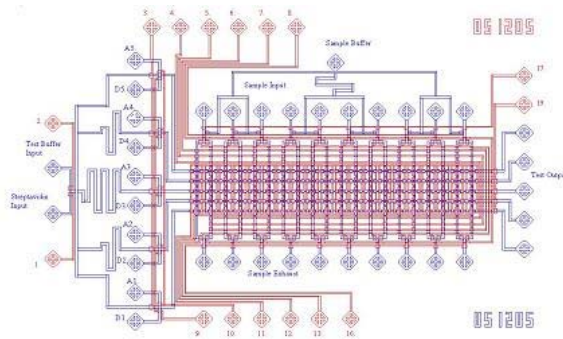 3 4 5. 6. 7 8
051205
Sample Buffer
A5
17
Sample Input
D5
18
A4
2
D4
Test Buffer
Input
A3
Test Output
Streptavidin
Input
D3
A2
Sample Exhaust
1
D2
A1
D1
9 10 11 12 13 16
051205